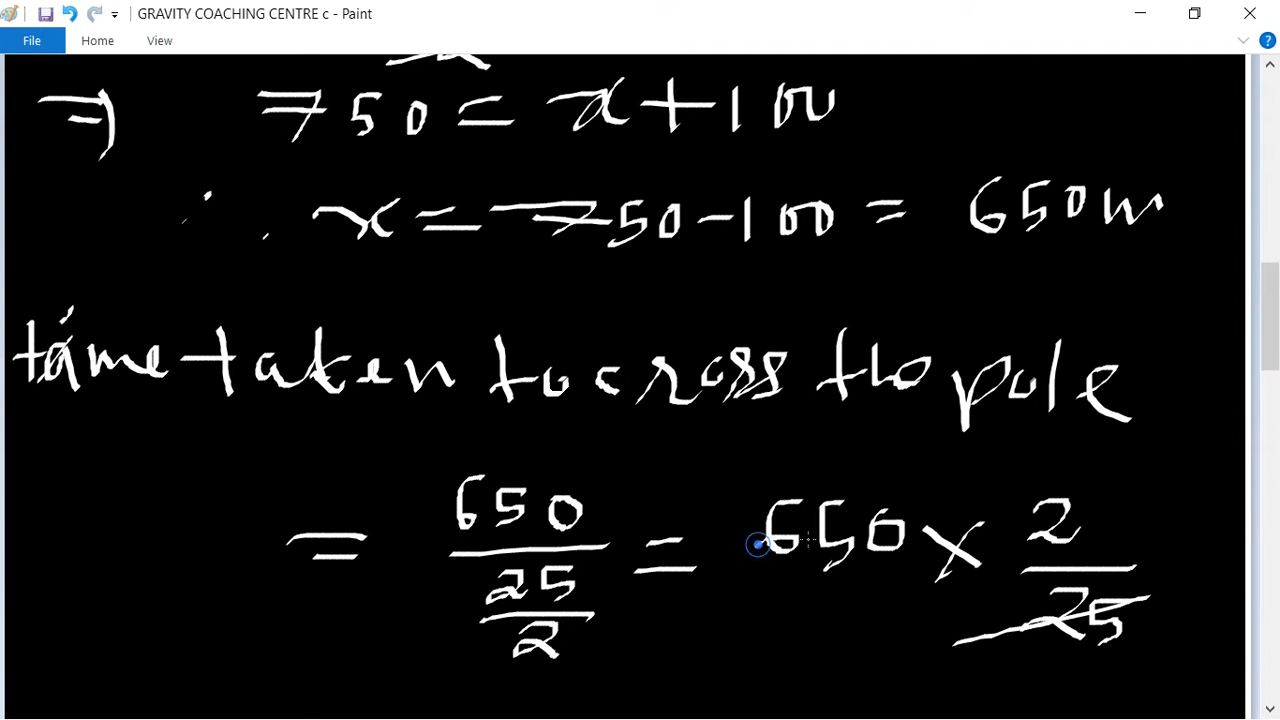 GRAVITY COACHING CENTRE c - Paint
File Home View
⇒ 750 = x + 100
∴ x = 750 - 100 = 650m
time taken to cross the pole
= 650 / 25/2 = 650 × 2/25